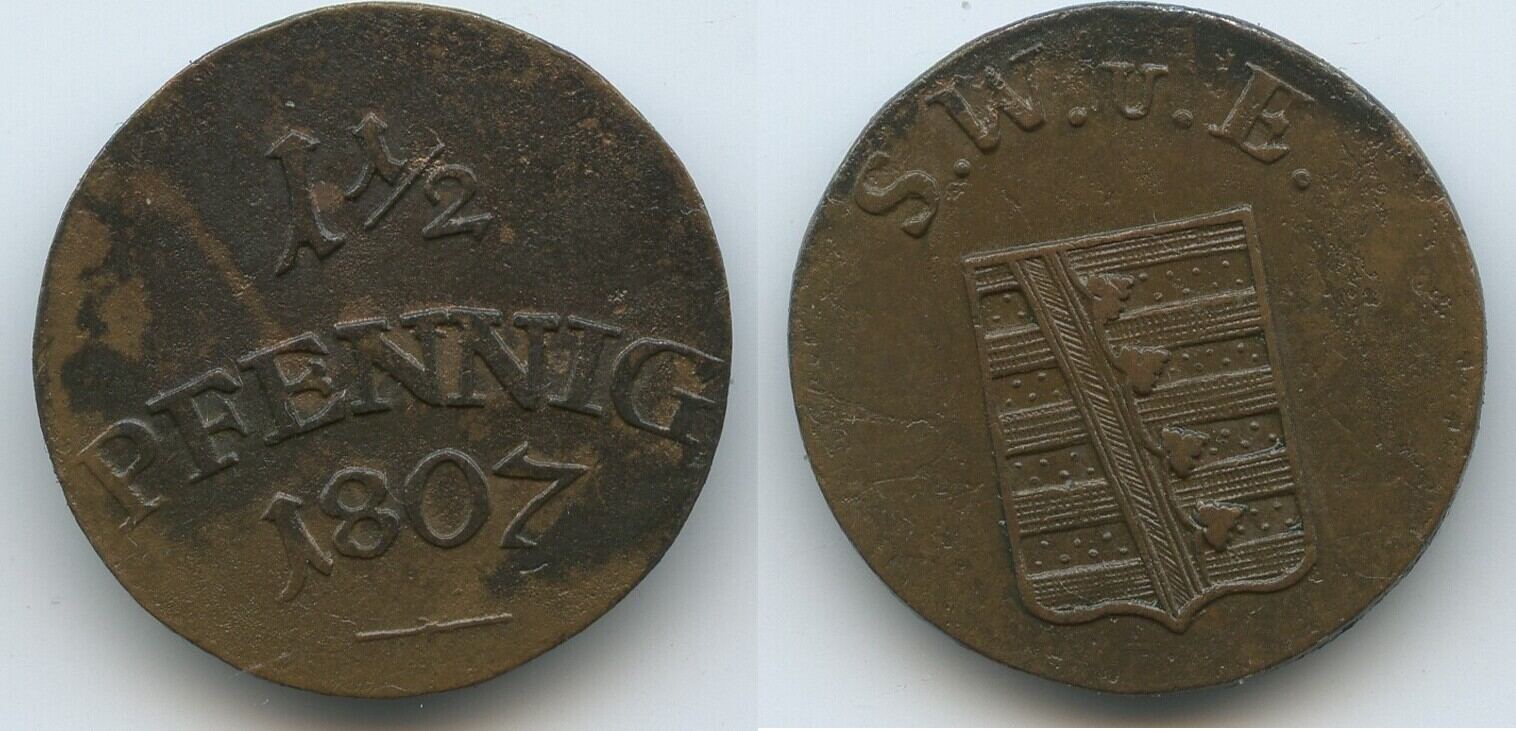 1 1/2
PFENNIG
1807
S.W.u.E.